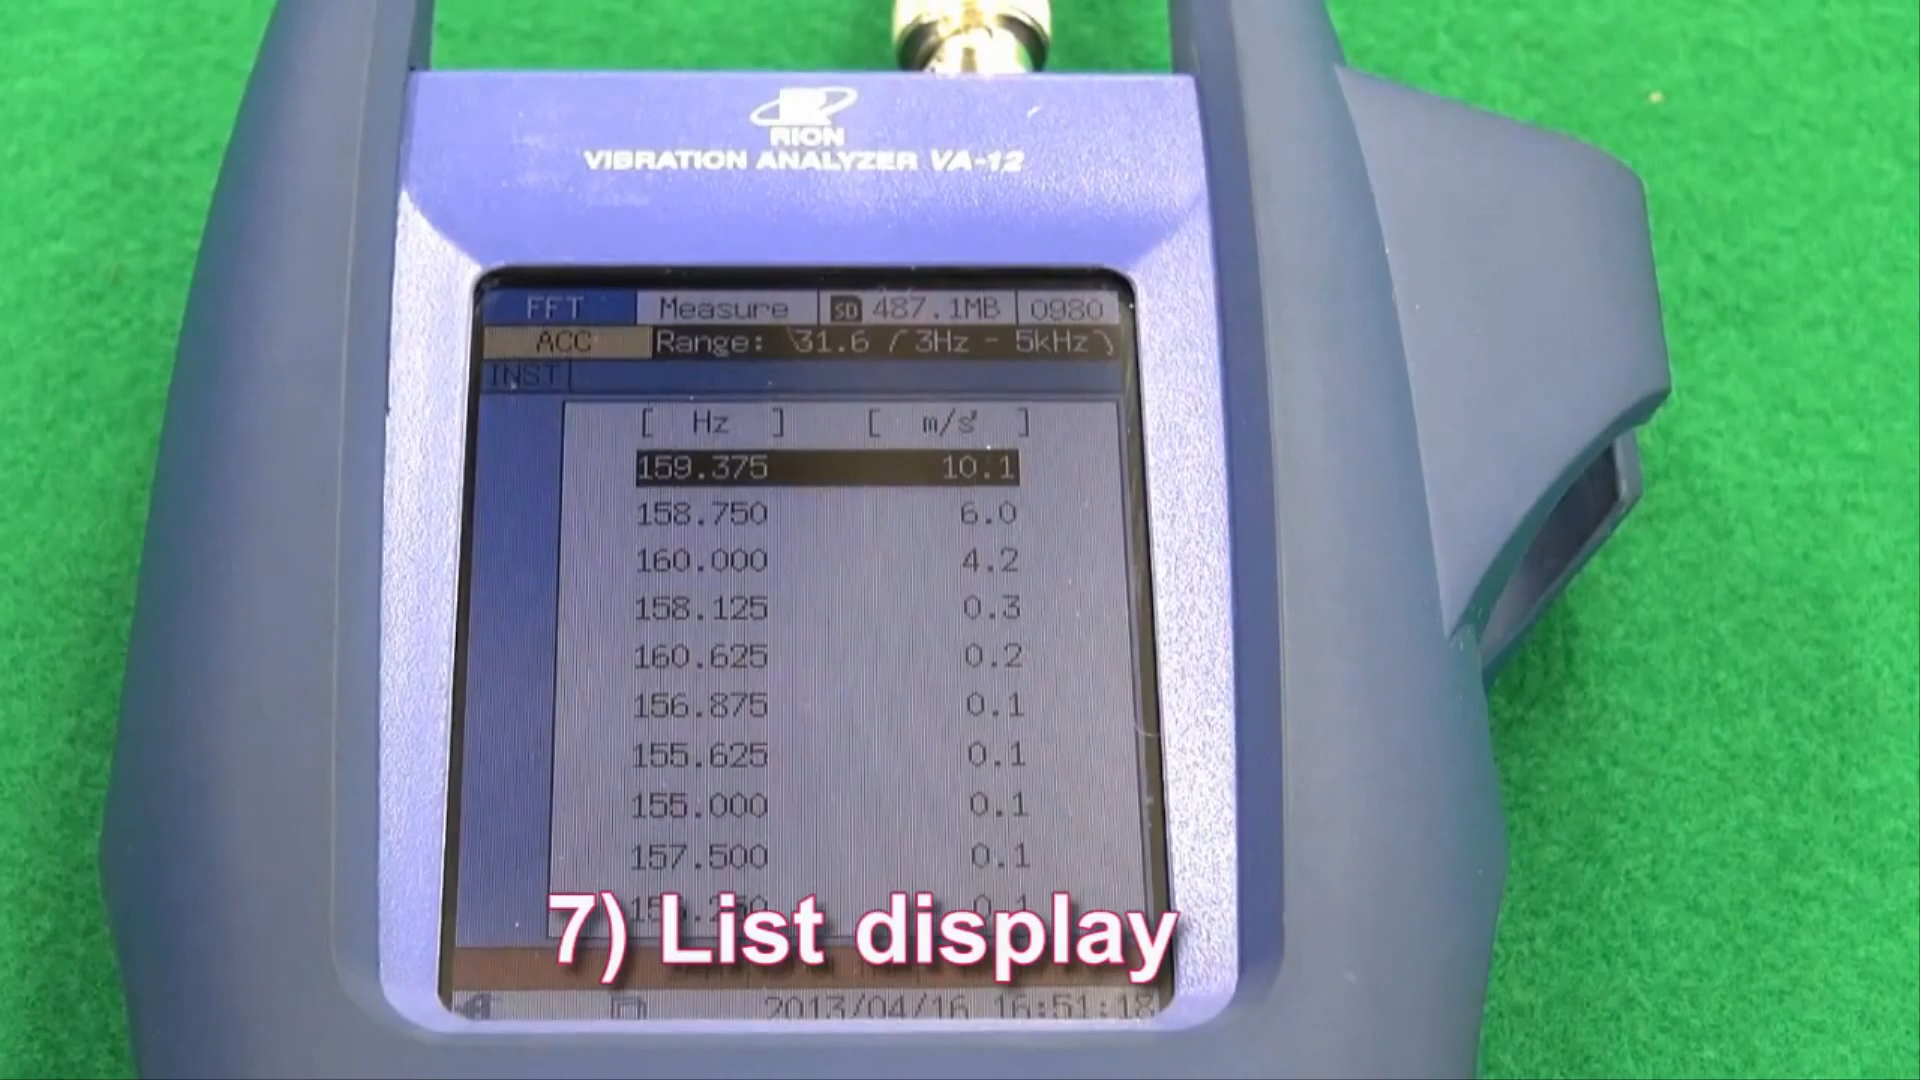 RION
VIBRATION ANALYZER VA-12
FFT Measure SD 487.1MB 0980
ACC Range: 31.6 (3Hz - 5kHz)
INST
[ Hz ] [ m/s² ]
159.375 10.1
158.750 6.0
160.000 4.2
158.125 0.3
160.625 0.2
156.875 0.1
155.625 0.1
155.000 0.1
157.500 0.1
7) List display
2013/04/16 16:51:18